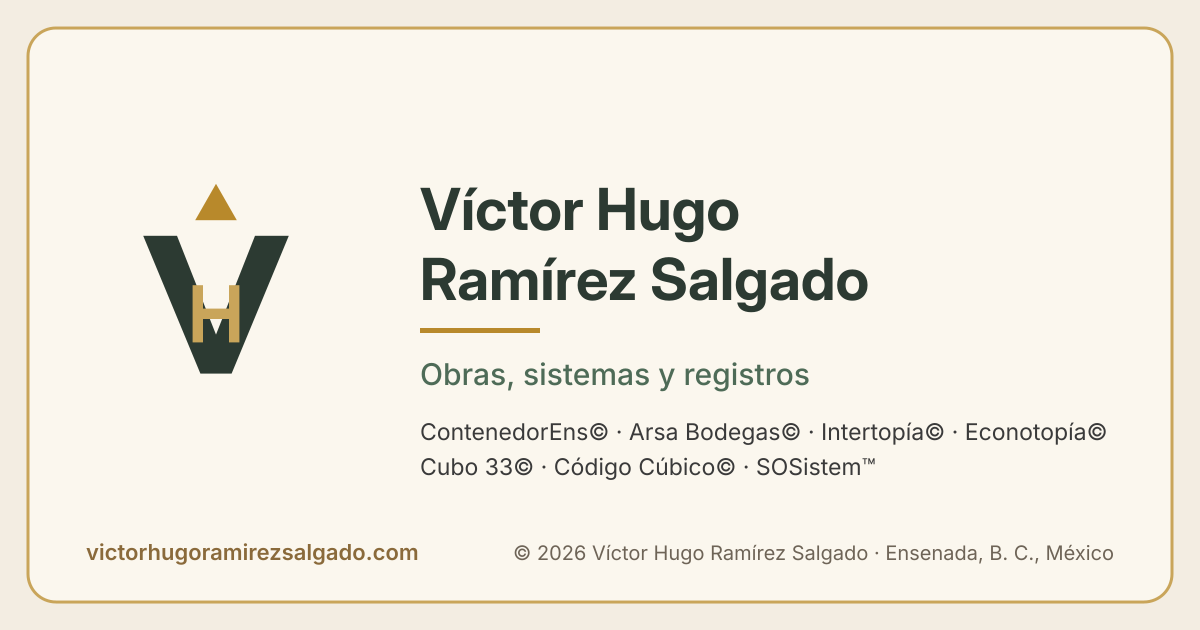 VH
Víctor Hugo
Ramírez Salgado
Obras, sistemas y registros
ContenedorEns© · Arsa Bodegas© · Intertopía© · Econotopía©
Cubo 33© · Código Cúbico© · SOSistem™
victorhugoramirezsalgado.com
© 2026 Víctor Hugo Ramírez Salgado · Ensenada, B. C., México